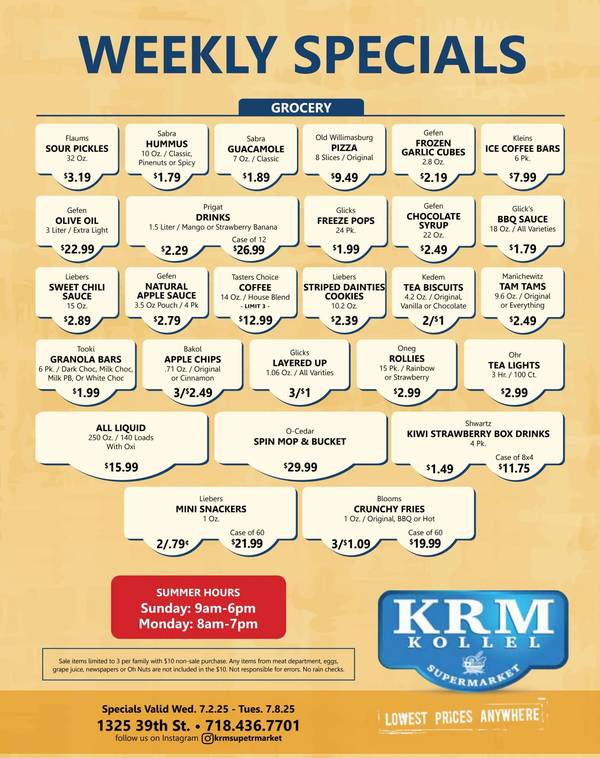 WEEKLY SPECIALS
GROCERY
Flaums
SOUR PICKLES
32 Oz.
$3.19
Sabra
HUMMUS
10 Oz. / Classic,
Pinenuts or Spicy
$1.79
Sabra
GUACAMOLE
7 Oz. / Classic
$1.89
Old Willimasburg
PIZZA
8 Slices / Original
$9.49
Gefen
FROZEN
GARLIC CUBES
2.8 Oz.
$2.19
Kleins
ICE COFFEE BARS
6 Pk.
$7.99
Gefen
OLIVE OIL
3 Liter / Extra Light
$22.99
Prigat
DRINKS
1.5 Liter / Mango or Strawberry Banana
$2.29
Case of 12
$26.99
Glicks
FREEZE POPS
24 Pk.
$1.99
Gefen
CHOCOLATE
SYRUP
22 Oz.
$2.49
Glick's
BBQ SAUCE
18 Oz. / All Varieties
$1.79
Liebers
SWEET CHILI
SAUCE
15 Oz.
$2.89
Gefen
NATURAL
APPLE SAUCE
3.5 Oz Pouch / 4 Pk
$2.79
Tasters Choice
COFFEE
14 Oz. / House Blend
- LIMIT 3 -
$12.99
Liebers
STRIPED DAINTIES
COOKIES
10.2 Oz.
$2.39
Kedem
TEA BISCUITS
4.2 Oz. / Original,
Vanilla or Chocolate
2/$1
Manichewitz
TAM TAMS
9.6 Oz. / Original
or Everything
$2.49
Tooki
GRANOLA BARS
6 Pk. / Dark Choc, Milk Choc,
Milk PB, Or White Choc
$1.99
Bakol
APPLE CHIPS
.71 Oz. / Original
or Cinnamon
3/$2.49
Glicks
LAYERED UP
1.06 Oz. / All Varities
3/$1
Oneg
ROLLIES
15 Pk. / Rainbow
or Strawberry
$2.99
Ohr
TEA LIGHTS
3 Hr. / 100 Ct.
$2.99
ALL LIQUID
250 Oz. / 140 Loads
With Oxi
$15.99
O-Cedar
SPIN MOP & BUCKET
$29.99
Shwartz
KIWI STRAWBERRY BOX DRINKS
4 Pk.
$1.49
Case of 8x4
$11.75
Liebers
MINI SNACKERS
1 Oz.
2/.79¢
Case of 60
$21.99
Blooms
CRUNCHY FRIES
1 Oz. / Original, BBQ or Hot
3/$1.09
Case of 60
$19.99
SUMMER HOURS
Sunday: 9am-6pm
Monday: 8am-7pm
Sale items limited to 3 per family with $10 non-sale purchase. Any items from meat department, eggs,
grape juice, newspapers or Oh Nuts are not included in the $10. Not responsible for errors. No rain checks.
KRM
KOLLEL
SUPERMARKET
LOWEST PRICES ANYWHERE
Specials Valid Wed. 7.2.25 - Tues. 7.8.25
1325 39th St. • 718.436.7701
follow us on Instagram krmsupetrmarket